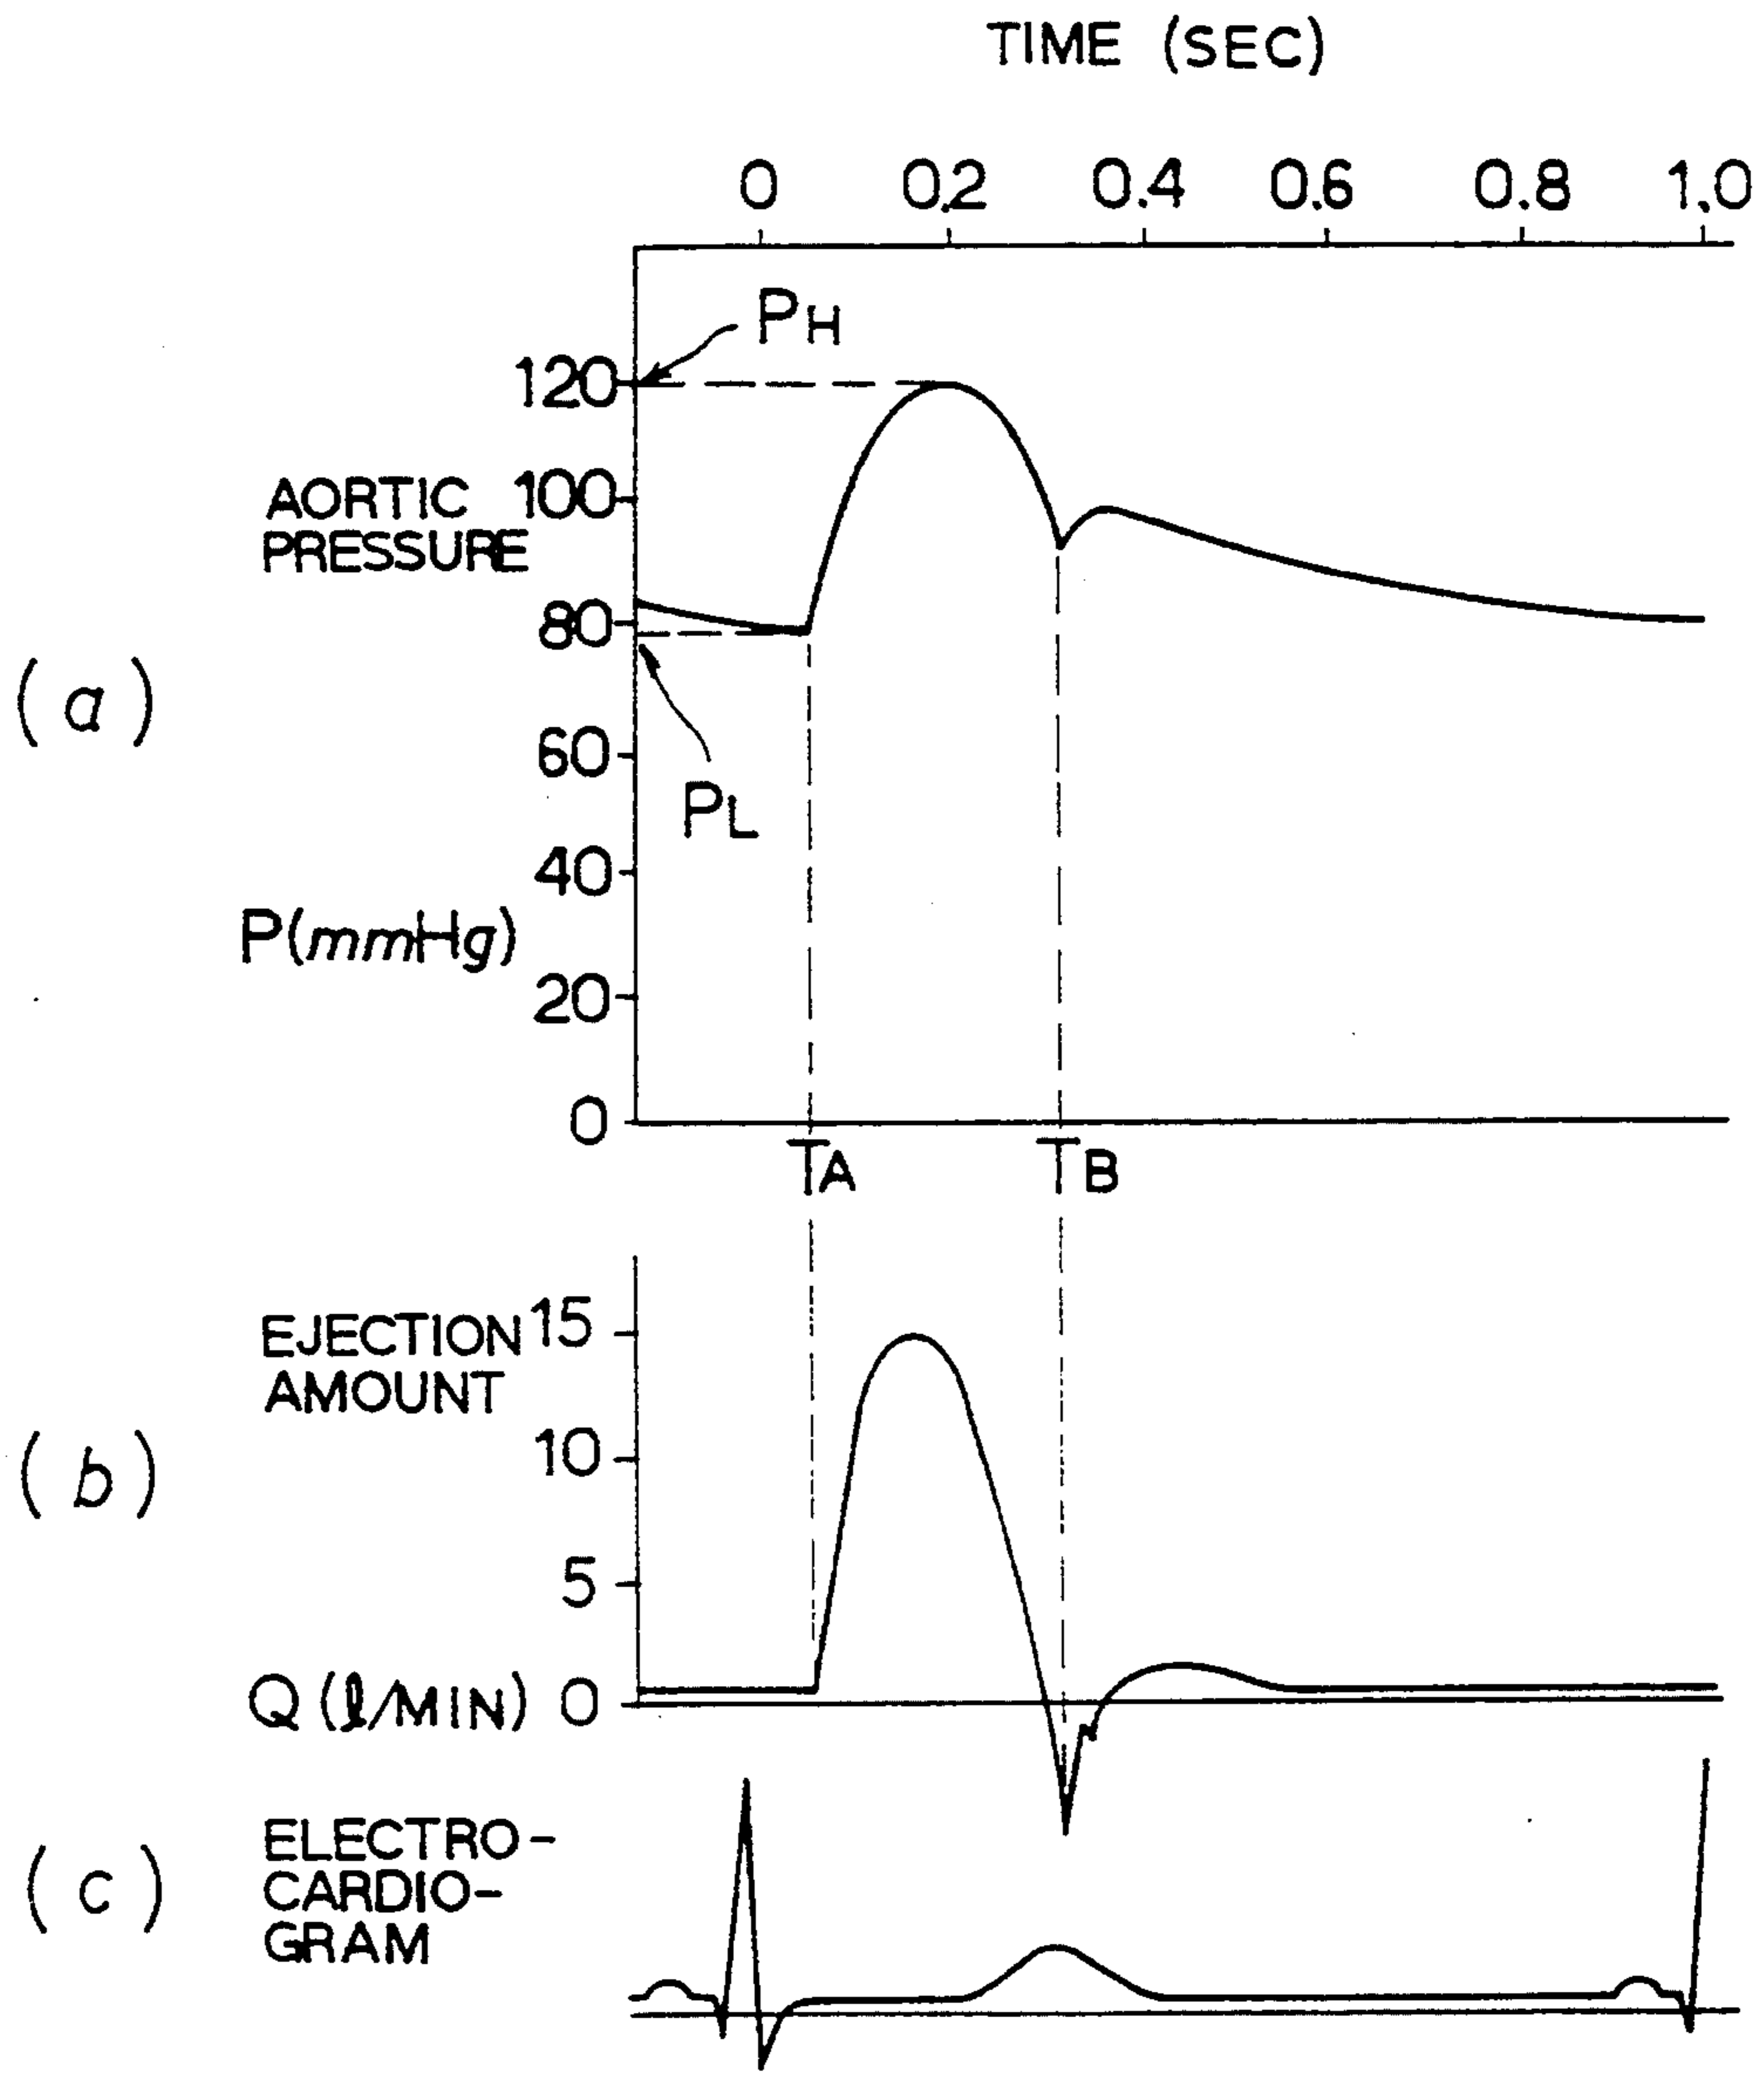 TIME (SEC)
0 0.2 0.4 0.6 0.8 1.0
PH
120
AORTIC 100
PRESSURE
80
(a)
60
PL
40
P(mmHg)
20
0
TA TB
EJECTION 15
AMOUNT
(b)
10
5
Q (l/MIN) 0
ELECTRO-
(c)
CARDIO-
GRAM